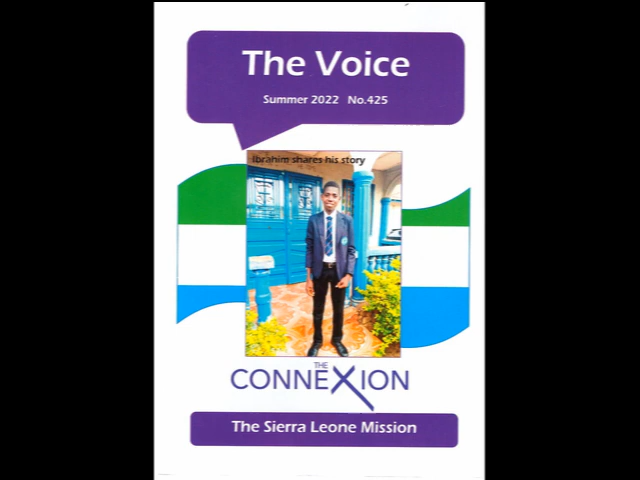 The Voice
Summer 2022 No.425
Ibrahim shares his story
THE
CONNEXION
The Sierra Leone Mission